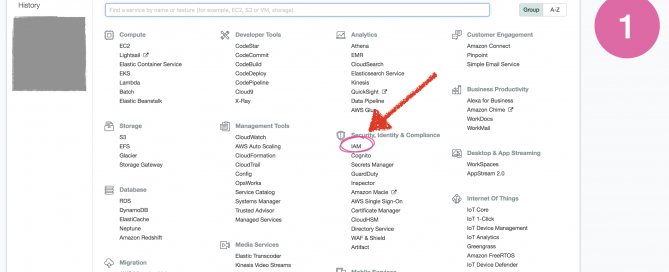 History
Find a service by name or feature (for example, EC2, S3 or VM, storage).
Group
A-Z
1
Compute
EC2
Lightsail
Elastic Container Service
EKS
Lambda
Batch
Elastic Beanstalk
Storage
S3
EFS
Glacier
Storage Gateway
Database
RDS
DynamoDB
ElastiCache
Neptune
Amazon Redshift
Migration
Developer Tools
CodeStar
CodeCommit
CodeBuild
CodeDeploy
CodePipeline
Cloud9
X-Ray
Management Tools
CloudWatch
AWS Auto Scaling
CloudFormation
CloudTrail
Config
OpsWorks
Service Catalog
Systems Manager
Trusted Advisor
Managed Services
Media Services
Elastic Transcoder
Kinesis Video Streams
Analytics
Athena
EMR
CloudSearch
Elasticsearch Service
Kinesis
QuickSight
Data Pipeline
AWS Glue
Security, Identity & Compliance
IAM
Cognito
Secrets Manager
GuardDuty
Inspector
Amazon Macie
AWS Single Sign-On
Certificate Manager
CloudHSM
Directory Service
WAF & Shield
Artifact
Mobile Services
Customer Engagement
Amazon Connect
Pinpoint
Simple Email Service
Business Productivity
Alexa for Business
Amazon Chime
WorkDocs
WorkMail
Desktop & App Streaming
WorkSpaces
AppStream 2.0
Internet Of Things
IoT Core
IoT 1-Click
IoT Device Management
IoT Analytics
Greengrass
Amazon FreeRTOS
IoT Device Defender